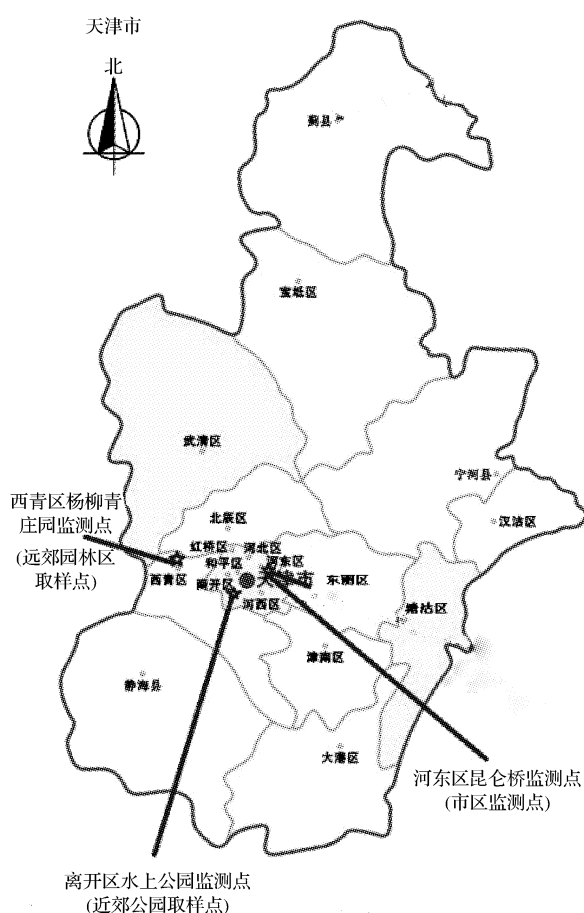 天津市
北
蓟县
宝坻区
武清区
宁河县
汉沽区
西青区杨柳青
庄园监测点
(远郊园林区
取样点)
北辰区
红桥区
河北区
和平区
河东区
西青区
南开区
天津市
东丽区
河西区
塘沽区
津南区
静海县
大港区
河东区昆仑桥监测点
(市区监测点)
离开区水上公园监测点
(近郊公园取样点)